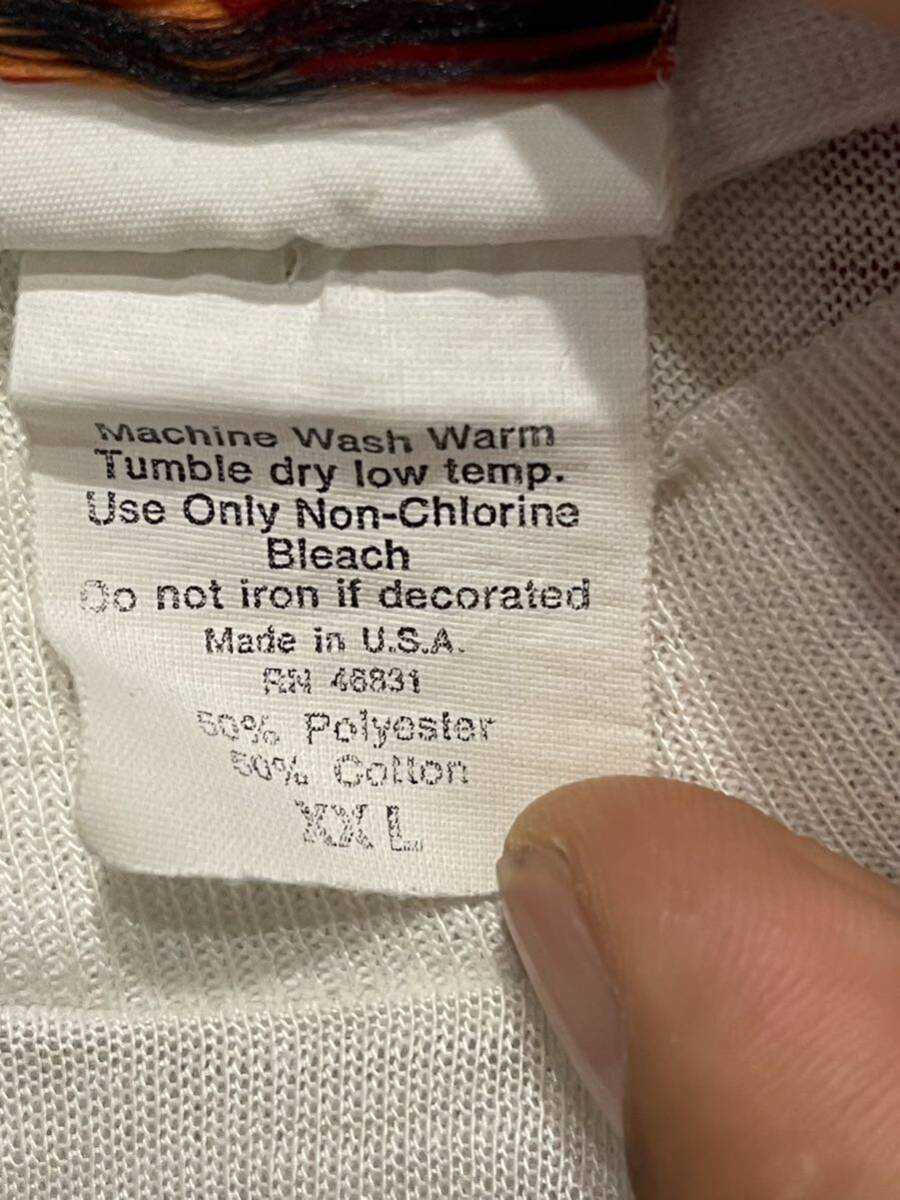 Machine Wash Warm
Tumble dry low temp.
Use Only Non-Chlorine
Bleach
Do not iron if decorated
Made in U.S.A.
RN 46831
50% Polyester
50% Cotton
XXL